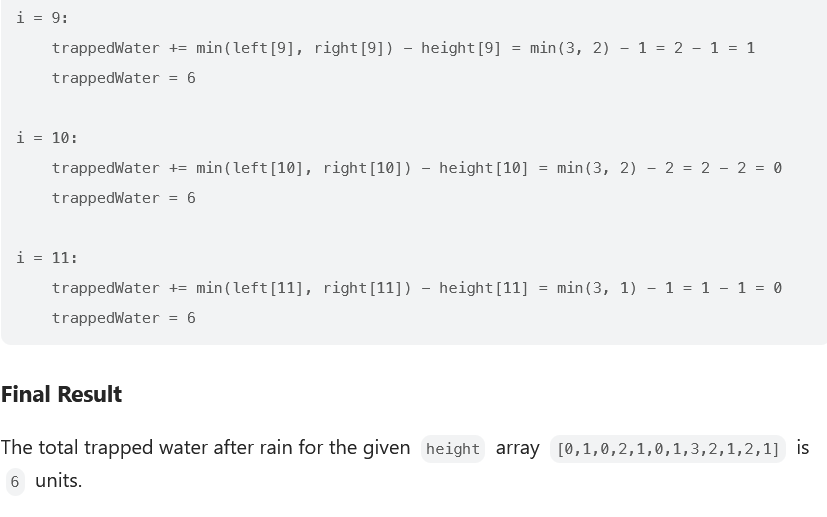 i = 9:
trappedWater += min(left[9], right[9]) − height[9] = min(3, 2) − 1 = 2 − 1 = 1
trappedWater = 6
i = 10:
trappedWater += min(left[10], right[10]) − height[10] = min(3, 2) − 2 = 2 − 2 = 0
trappedWater = 6
i = 11:
trappedWater += min(left[11], right[11]) − height[11] = min(3, 1) − 1 = 1 − 1 = 0
trappedWater = 6
Final Result
The total trapped water after rain for the given height array [0,1,0,2,1,0,1,3,2,1,2,1] is
6 units.